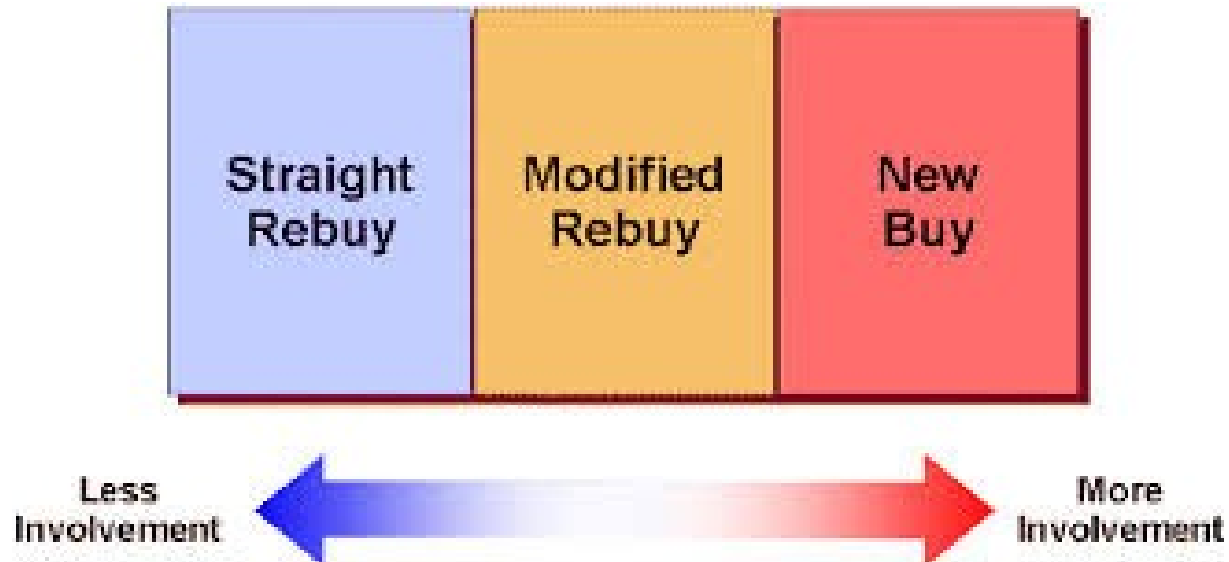 Straight
Rebuy
Modified
Rebuy
New
Buy
Less
Involvement
More
Involvement